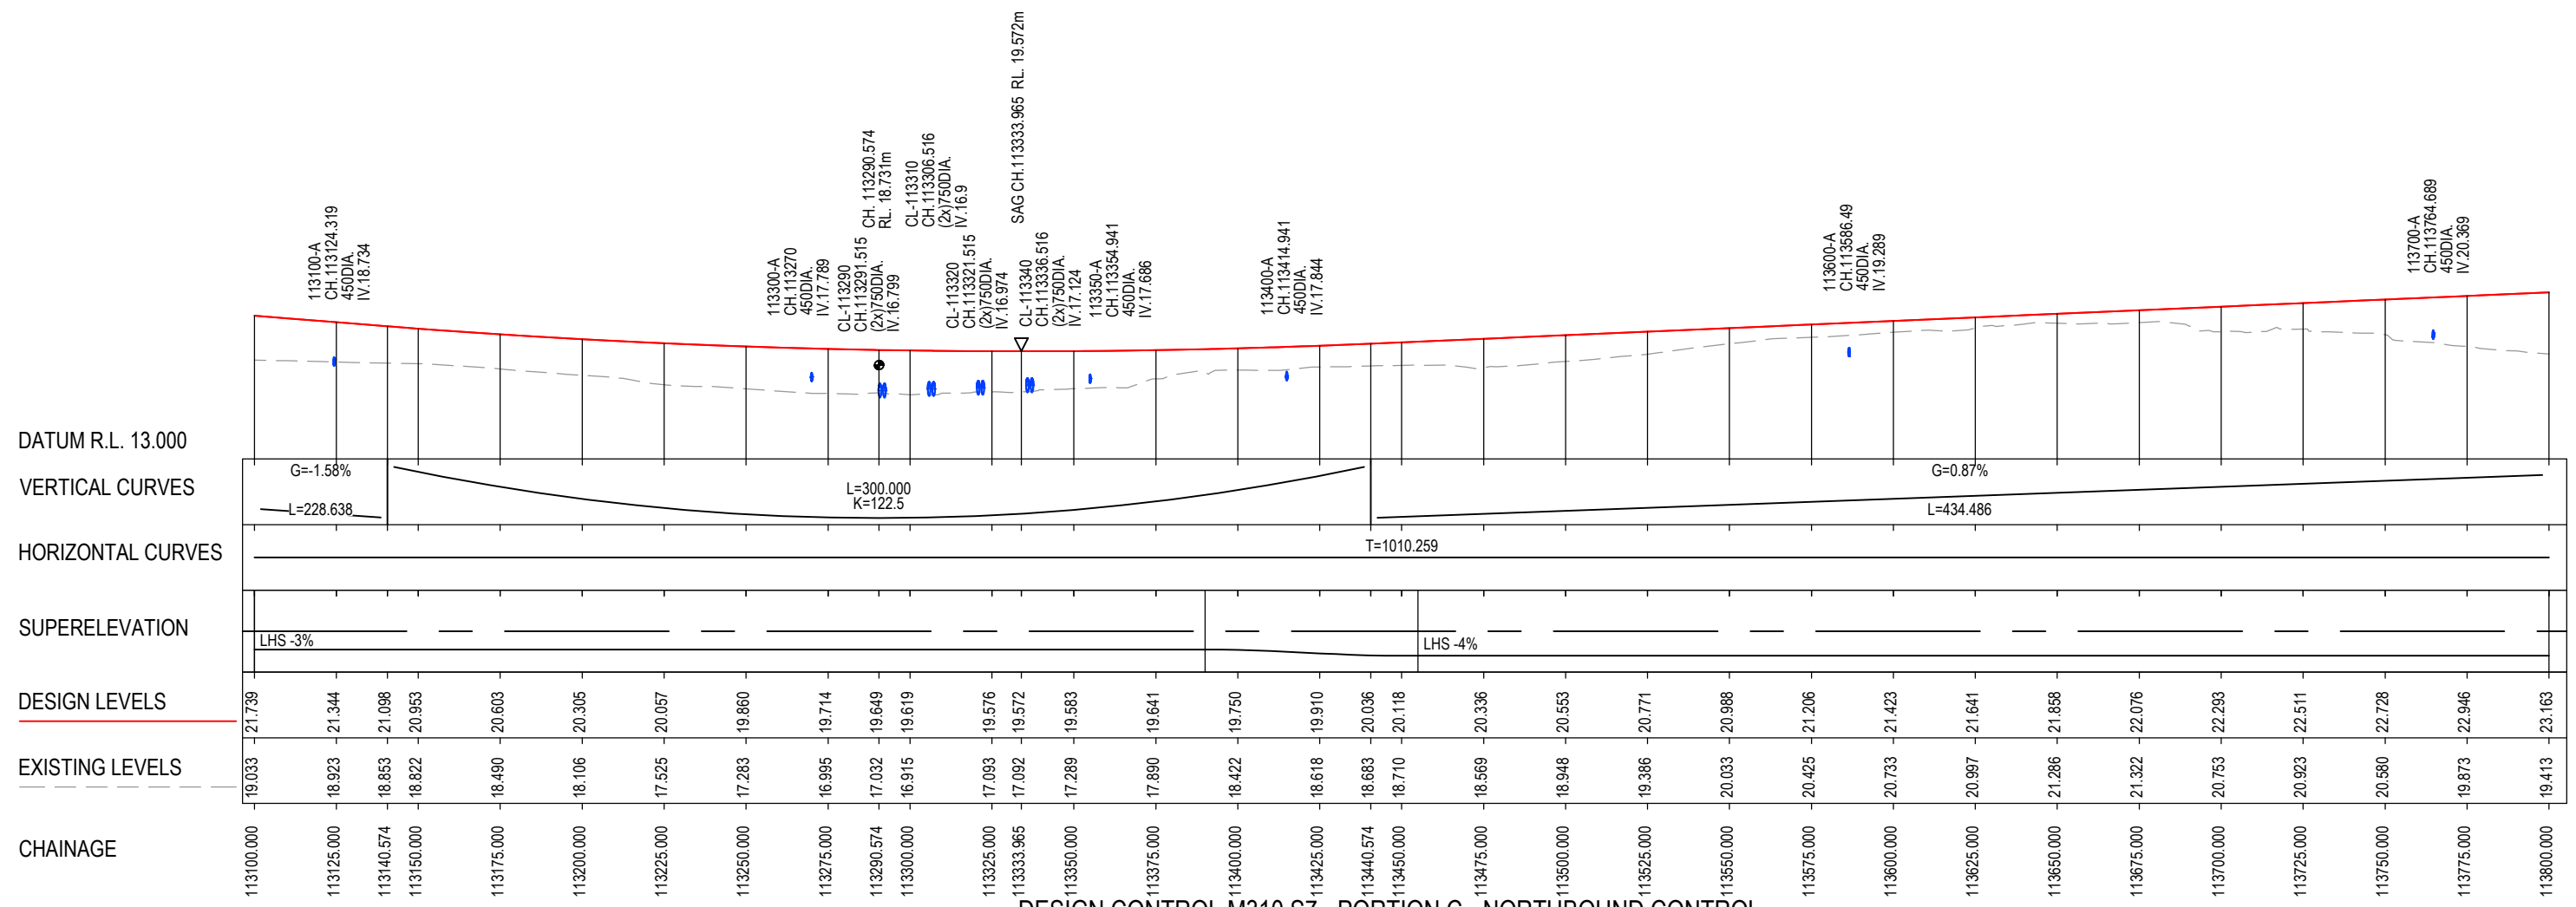 SAG CH.113333.965 RL. 19.572m
113100-A
CH.113124.319
450DIA.
IV.18.734
113300-A
CH.113270
450DIA.
IV.17.789
CL-113290
CH.113291.515
(2x)750DIA.
IV.16.799
CH. 113290.574
RL. 18.731m
CL-113310
CH.113306.516
(2x)750DIA.
IV.16.9
CL-113320
CH.113321.515
(2x)750DIA.
IV.16.974
CL-113340
CH.113336.516
(2x)750DIA.
IV.17.124
113350-A
CH.113354.941
450DIA.
IV.17.686
113400-A
CH.113414.941
450DIA.
IV.17.844
113600-A
CH.113586.49
450DIA.
IV.19.289
113700-A
CH.113764.689
450DIA.
IV.20.369
DATUM R.L. 13.000
VERTICAL CURVES
G=-1.58%
L=228.638
L=300.000
K=122.5
G=0.87%
L=434.486
HORIZONTAL CURVES
T=1010.259
SUPERELEVATION
LHS -3%
LHS -4%
DESIGN LEVELS
21.739
21.344
21.098
20.953
20.603
20.305
20.057
19.860
19.714
19.649
19.619
19.576
19.572
19.583
19.641
19.750
19.910
20.036
20.118
20.336
20.553
20.771
20.988
21.206
21.423
21.641
21.858
22.076
22.293
22.511
22.728
22.946
23.163
EXISTING LEVELS
19.033
18.923
18.853
18.822
18.490
18.106
17.525
17.283
16.995
17.032
16.915
17.093
17.092
17.289
17.890
18.422
18.618
18.683
18.710
18.569
18.948
19.386
20.033
20.425
20.733
20.997
21.286
21.322
20.753
20.923
20.580
19.873
19.413
CHAINAGE
113100.000
113125.000
113140.574
113150.000
113175.000
113200.000
113225.000
113250.000
113275.000
113290.574
113300.000
113325.000
113333.965
113350.000
113375.000
113400.000
113425.000
113440.574
113450.000
113475.000
113500.000
113525.000
113550.000
113575.000
113600.000
113625.000
113650.000
113675.000
113700.000
113725.000
113750.000
113775.000
113800.000
DESIGN CONTROL M310 S7 - PORTION C - NORTHBOUND CONTROL